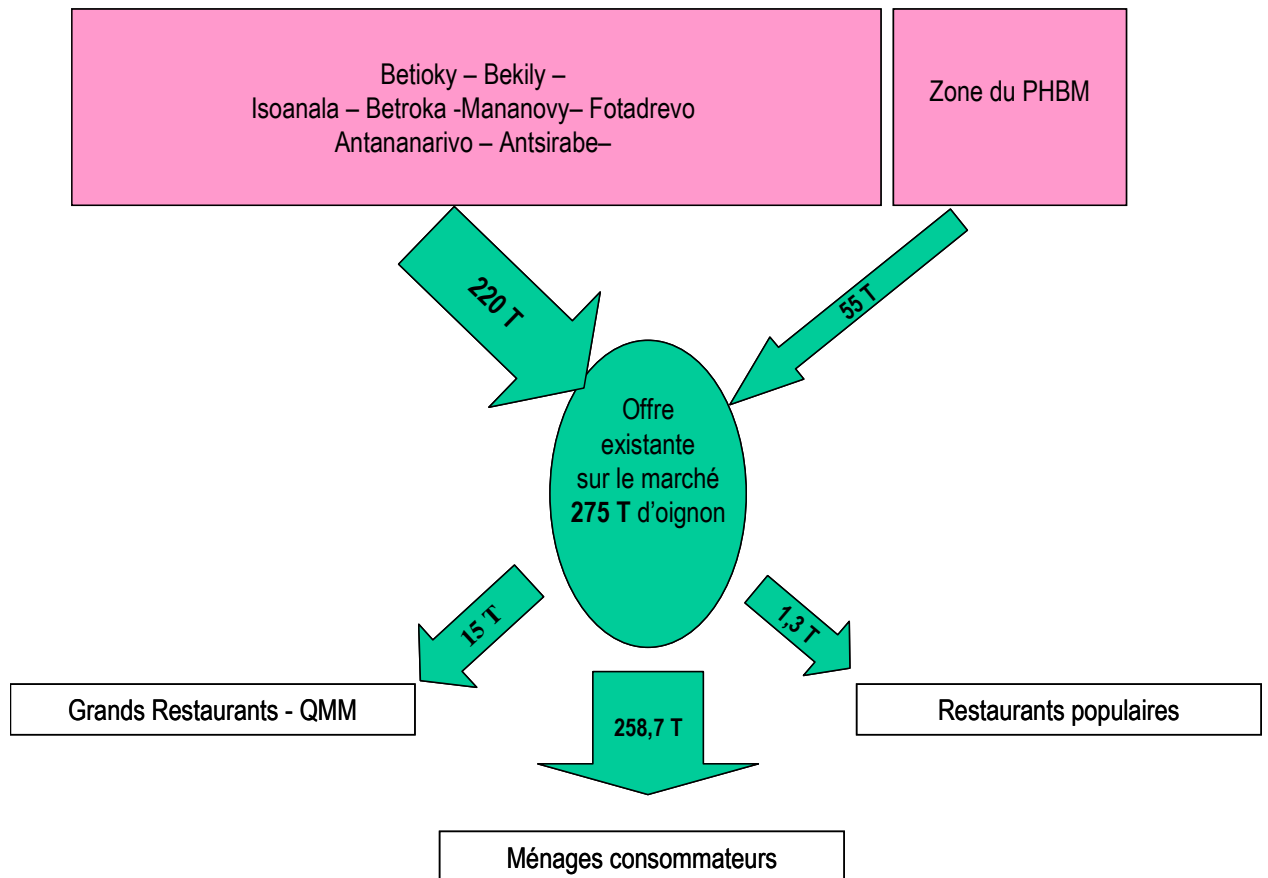 Betioky – Bekily –
Isoanala – Betroka -Mananovy– Fotadrevo
Antananarivo – Antsirabe–
Zone du PHBM
220 T
55 T
Offre
existante
sur le marché
275 T d’oignon
15 T
1,3 T
Grands Restaurants - QMM
258,7 T
Restaurants populaires
Ménages consommateurs